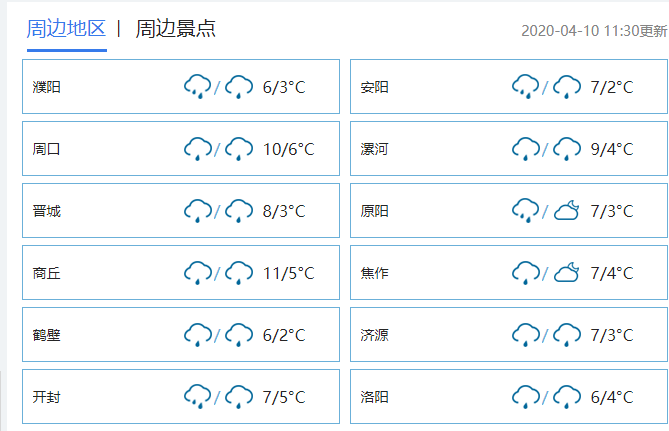 周边地区 | 周边景点 2020-04-10 11:30更新
濮阳 / 6/3°C 安阳 / 7/2°C
周口 / 10/6°C 漯河 / 9/4°C
晋城 / 8/3°C 原阳 / 7/3°C
商丘 / 11/5°C 焦作 / 7/4°C
鹤壁 / 6/2°C 济源 / 7/3°C
开封 / 7/5°C 洛阳 / 6/4°C